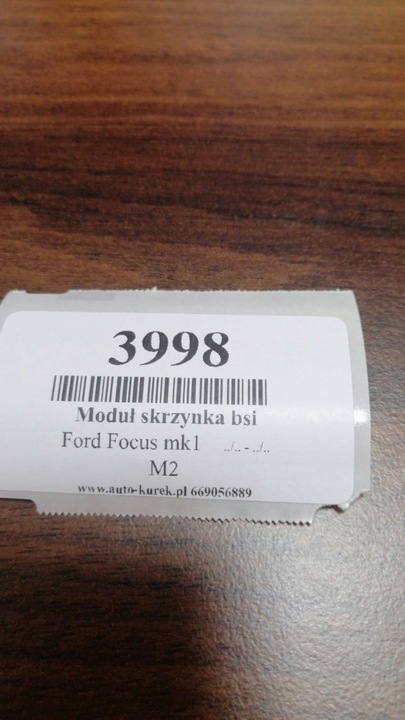 3998
Moduł skrzynka bsi
Ford Focus mk1 ../.. - ../..
M2
www.auto-kurek.pl 669056889